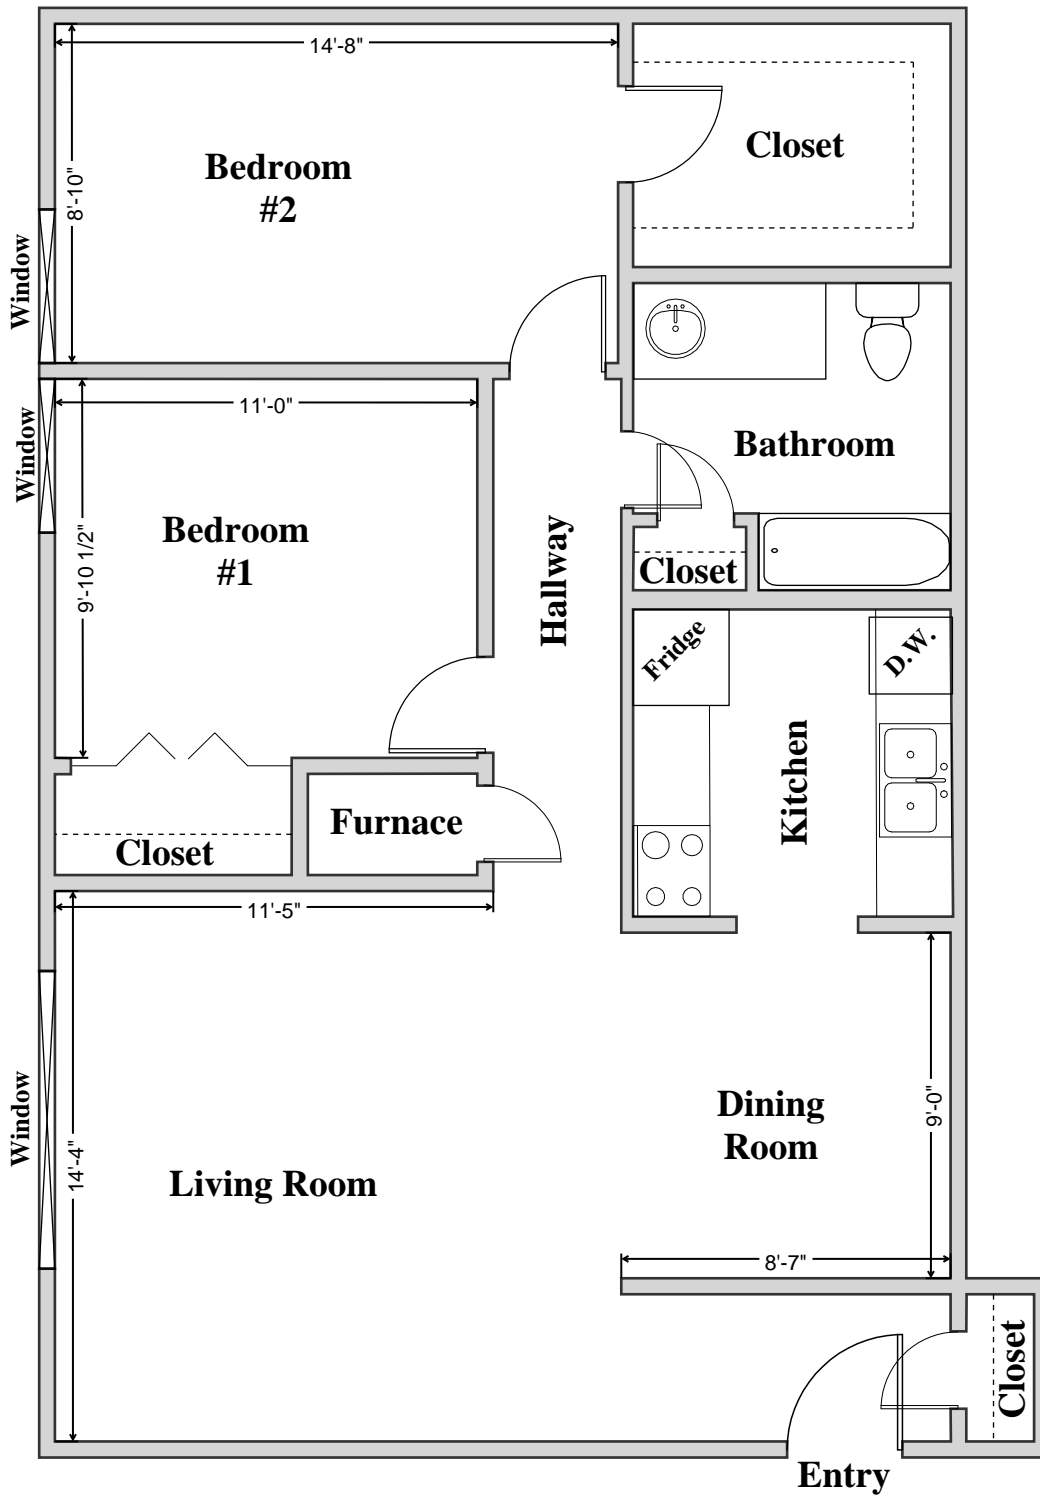 14'-8"
Closet
Bedroom
#2
8'-10"
Window
11'-0"
Window
Bathroom
Bedroom
#1
9'-10 1/2"
Hallway
Closet
Fridge
D.W.
Kitchen
Furnace
Closet
11'-5"
Dining
Room
9'-0"
Window
14'-4"
Living Room
8'-7"
Closet
Entry